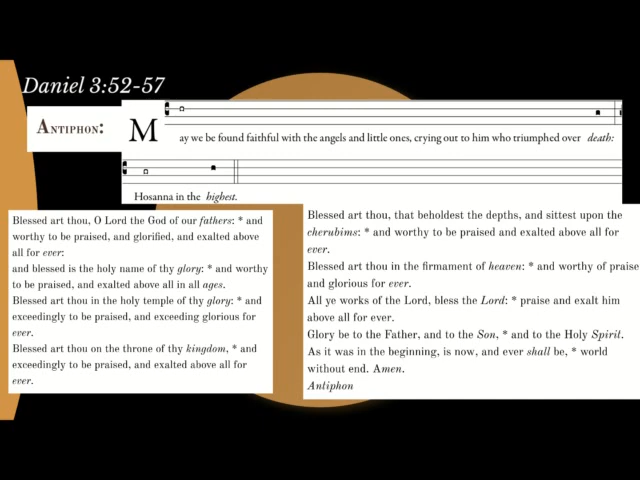 Daniel 3:52-57
ANTIPHON:
May we be found faithful with the angels and little ones, crying out to him who triumphed over death:
Hosanna in the highest.
Blessed art thou, O Lord the God of our fathers: * and
worthy to be praised, and glorified, and exalted above
all for ever:
and blessed is the holy name of thy glory: * and worthy
to be praised, and exalted above all in all ages.
Blessed art thou in the holy temple of thy glory: * and
exceedingly to be praised, and exceeding glorious for
ever.
Blessed art thou on the throne of thy kingdom, * and
exceedingly to be praised, and exalted above all for
ever.
Blessed art thou, that beholdest the depths, and sittest upon the
cherubims: * and worthy to be praised and exalted above all for
ever.
Blessed art thou in the firmament of heaven: * and worthy of praise
and glorious for ever.
All ye works of the Lord, bless the Lord: * praise and exalt him
above all for ever.
Glory be to the Father, and to the Son, * and to the Holy Spirit.
As it was in the beginning, is now, and ever shall be, * world
without end. Amen.
Antiphon